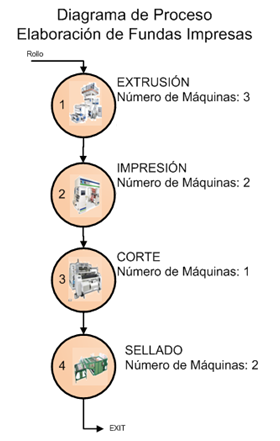 Diagrama de Proceso
Elaboración de Fundas Impresas
Rollo
1
EXTRUSIÓN
Número de Máquinas: 3
2
IMPRESIÓN
Número de Máquinas: 2
3
CORTE
Número de Máquinas: 1
4
SELLADO
Número de Máquinas: 2
EXIT